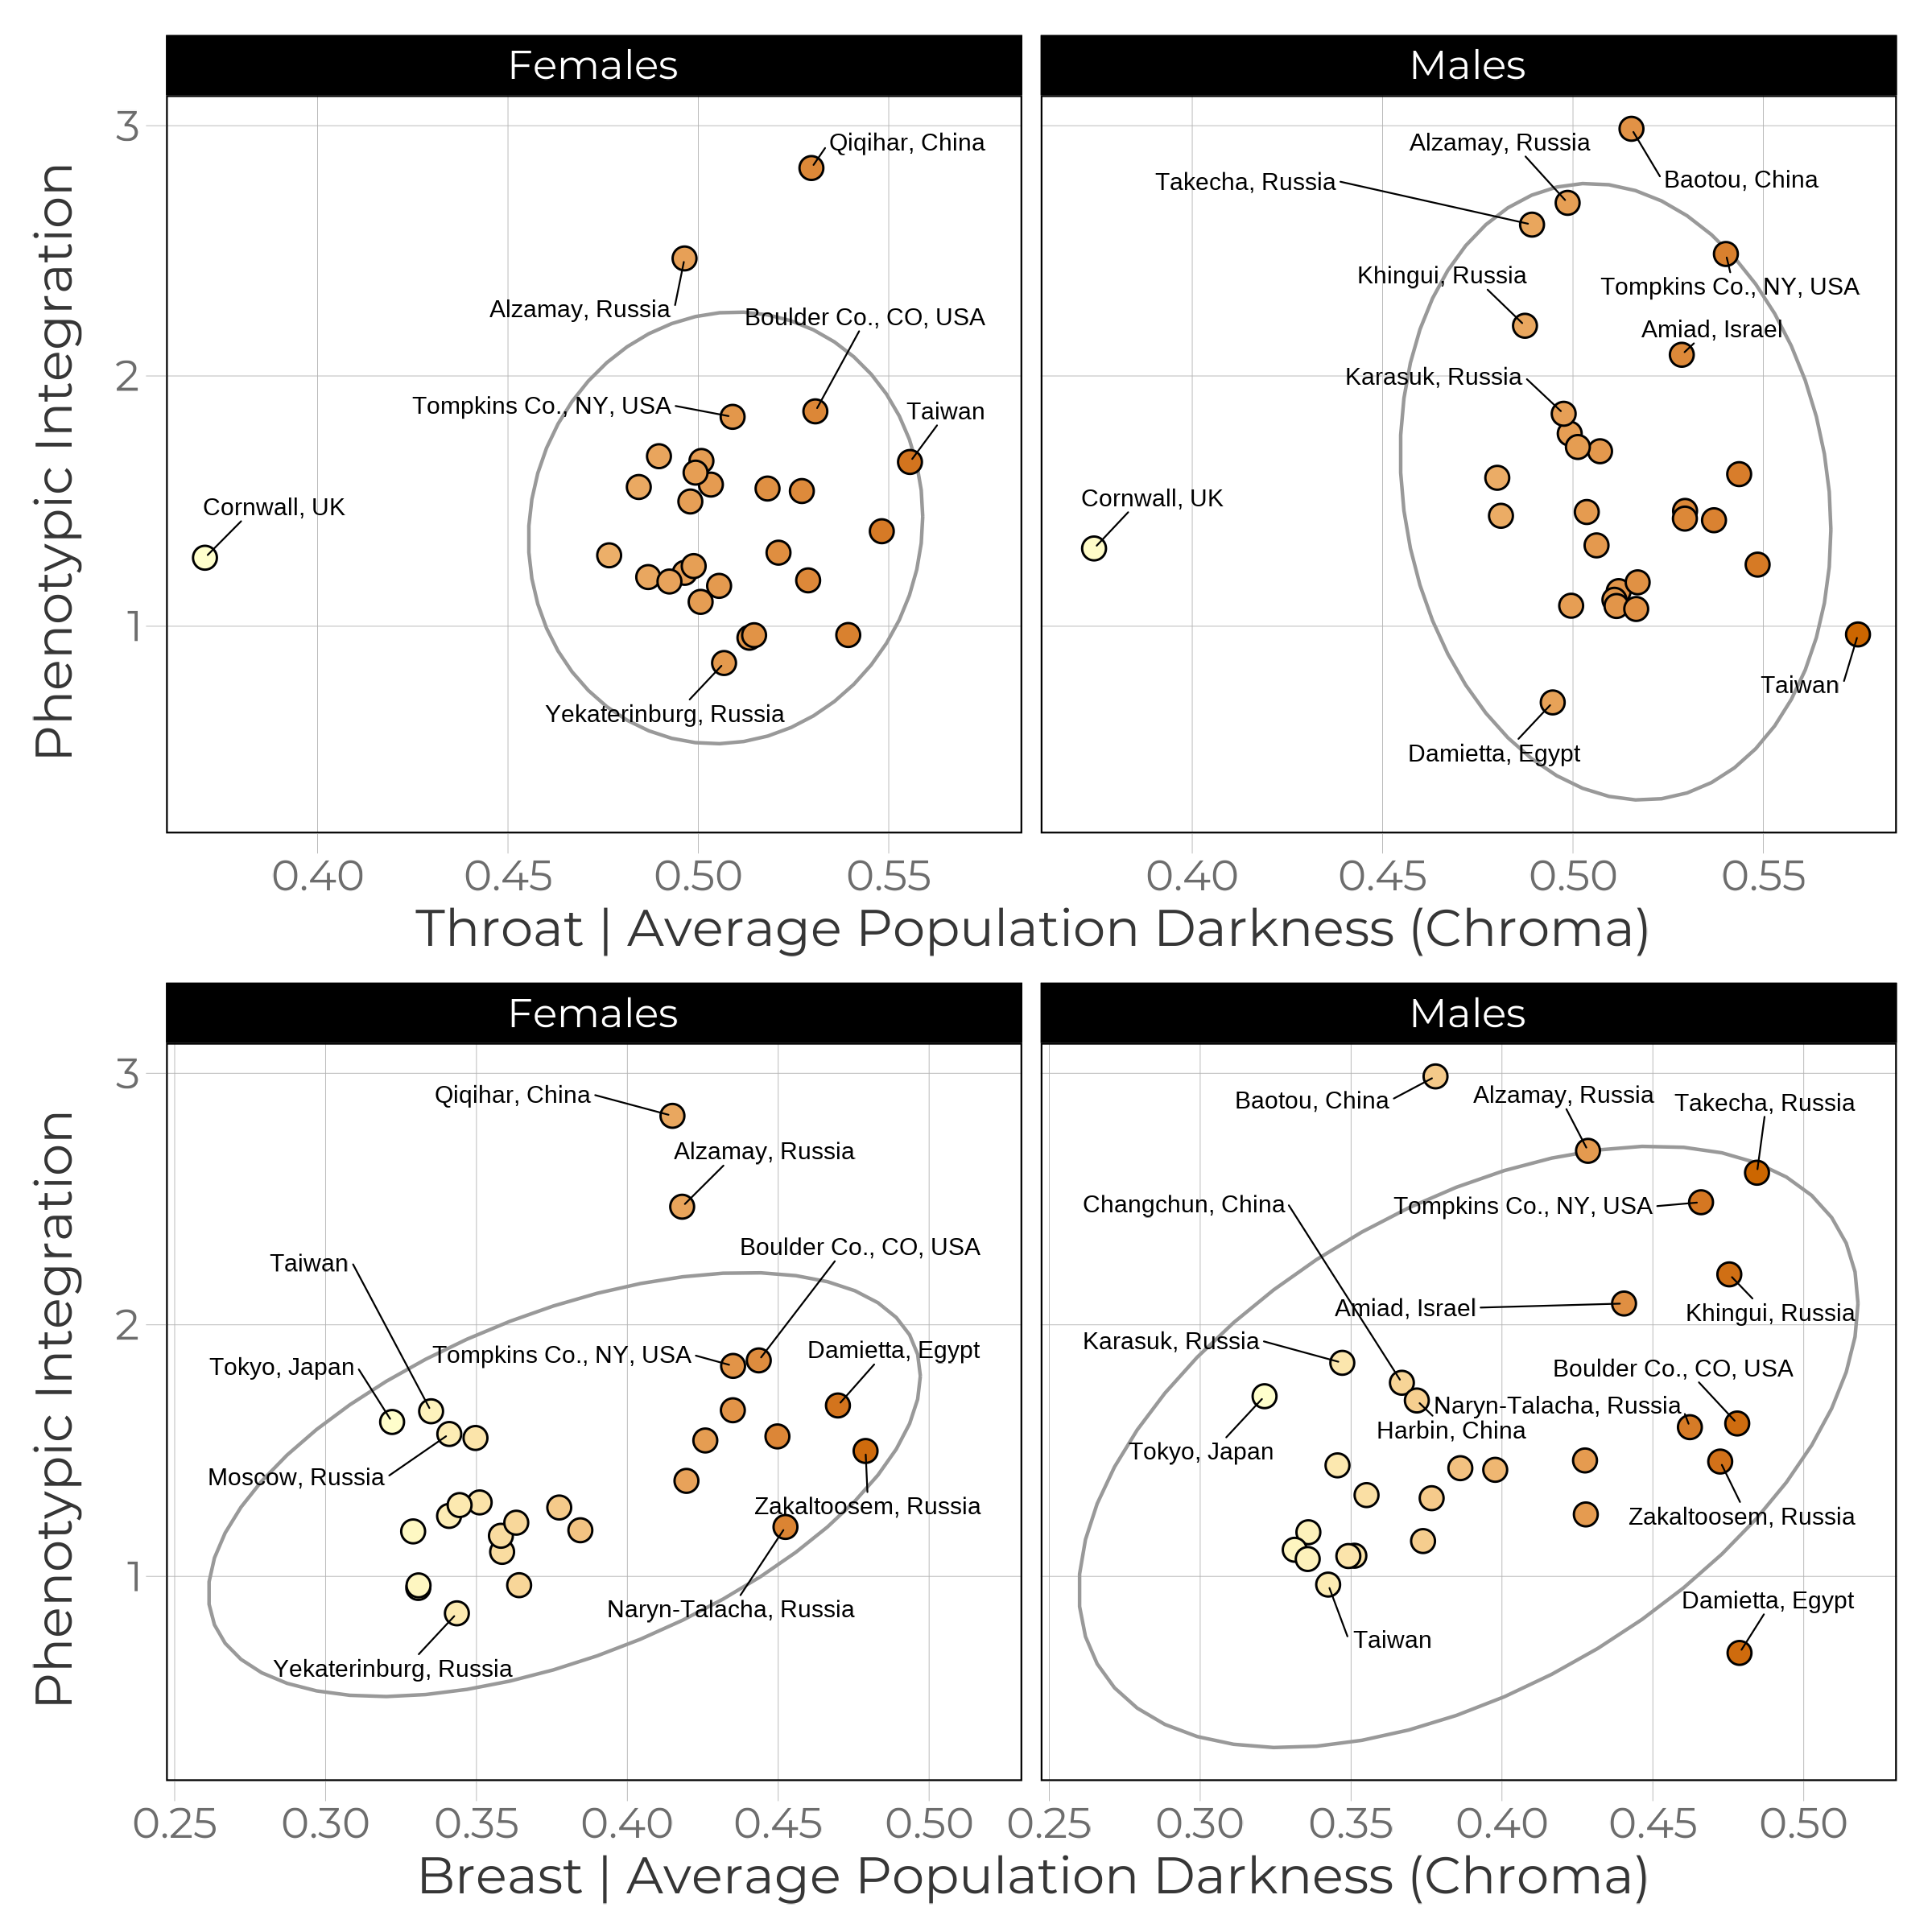 Females
Males
Phenotypic Integration
3
2
1
Qiqihar, China
Alzamay, Russia
Boulder Co., CO, USA
Tompkins Co., NY, USA
Taiwan
Cornwall, UK
Yekaterinburg, Russia
Alzamay, Russia
Baotou, China
Takecha, Russia
Khingui, Russia
Tompkins Co., NY, USA
Amiad, Israel
Karasuk, Russia
Cornwall, UK
Taiwan
Damietta, Egypt
0.40 0.45 0.50 0.55
0.40 0.45 0.50 0.55
Throat | Average Population Darkness (Chroma)
Females
Males
Phenotypic Integration
3
2
1
Qiqihar, China
Alzamay, Russia
Boulder Co., CO, USA
Taiwan
Tompkins Co., NY, USA
Damietta, Egypt
Tokyo, Japan
Moscow, Russia
Zakaltoosem, Russia
Naryn-Talacha, Russia
Yekaterinburg, Russia
Baotou, China
Alzamay, Russia
Takecha, Russia
Changchun, China
Tompkins Co., NY, USA
Amiad, Israel
Khingui, Russia
Karasuk, Russia
Boulder Co., CO, USA
Naryn-Talacha, Russia
Harbin, China
Tokyo, Japan
Zakaltoosem, Russia
Damietta, Egypt
Taiwan
0.25 0.30 0.35 0.40 0.45 0.50
0.25 0.30 0.35 0.40 0.45 0.50
Breast | Average Population Darkness (Chroma)